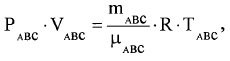 P_АВС · V_АВС = m_АВС / μ_АВС · R · T_АВС,